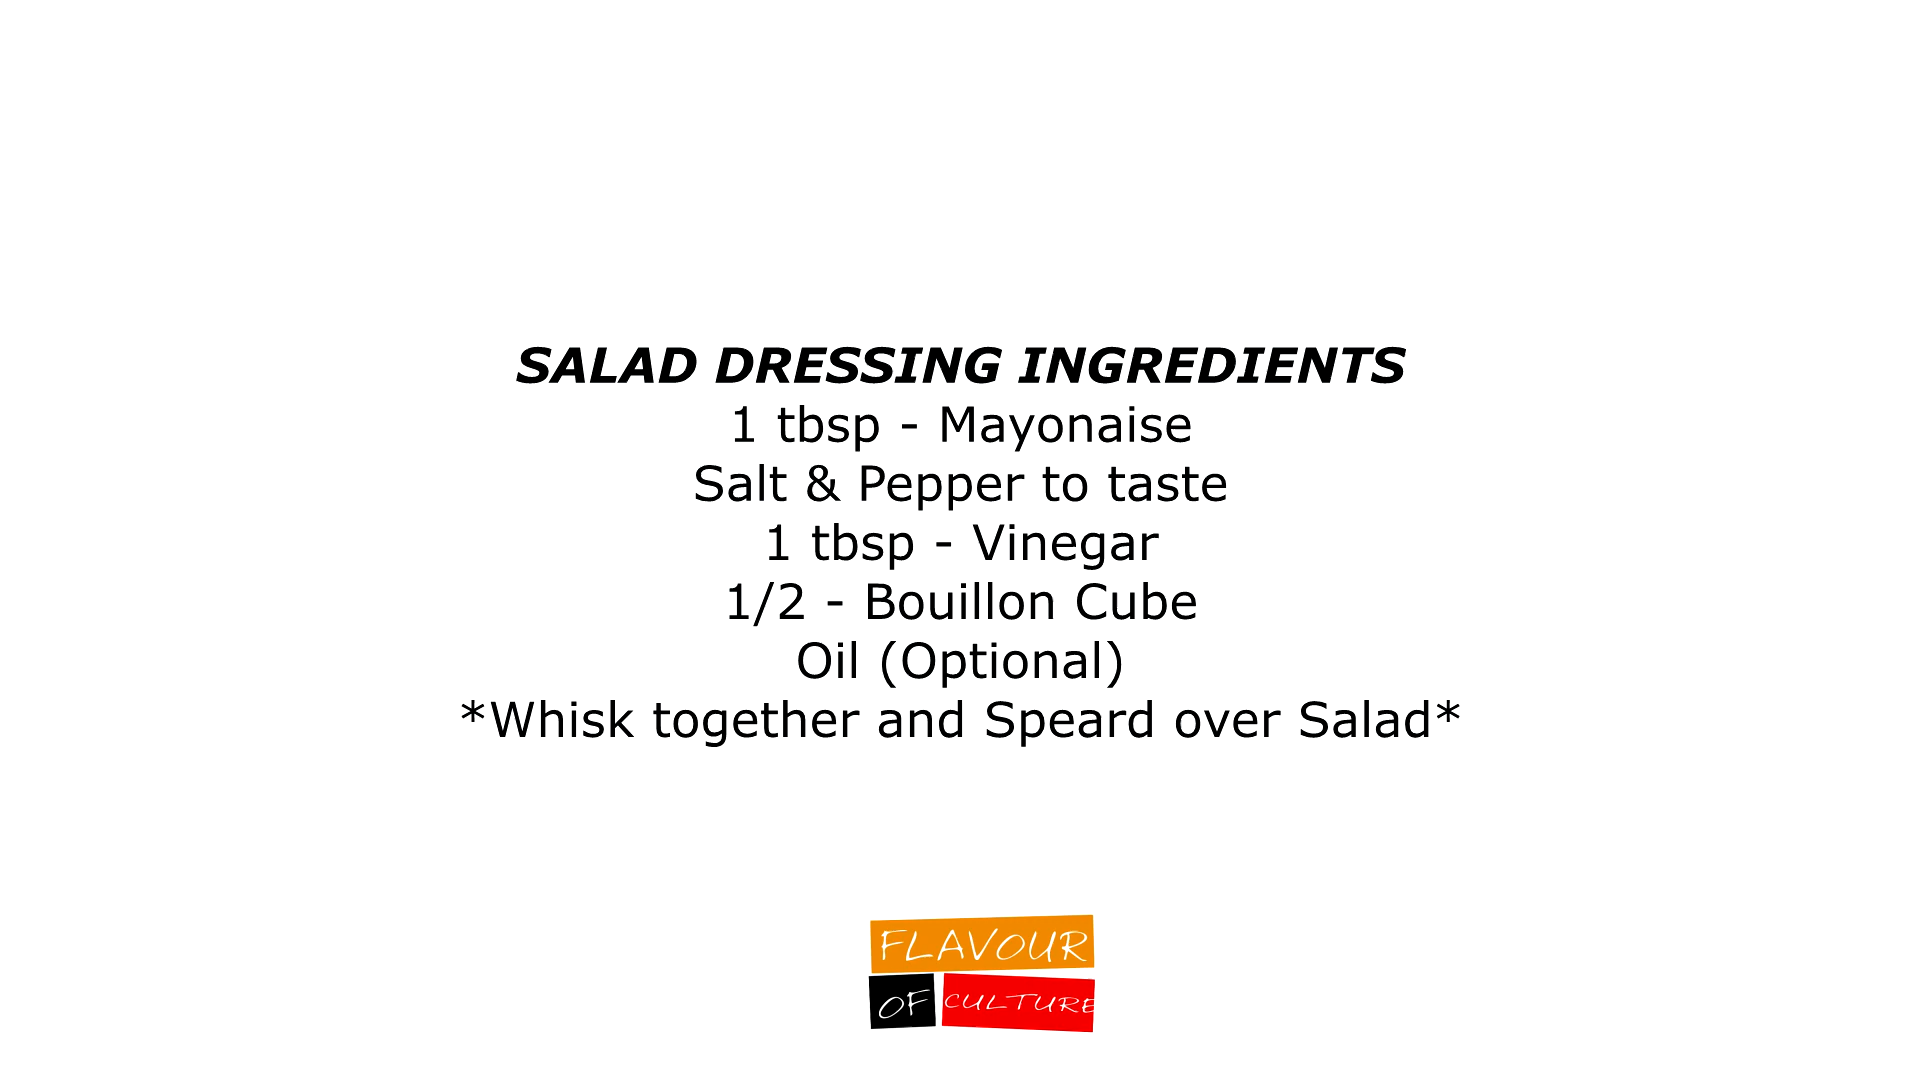 SALAD DRESSING INGREDIENTS
1 tbsp - Mayonaise
Salt & Pepper to taste
1 tbsp - Vinegar
1/2 - Bouillon Cube
Oil (Optional)
*Whisk together and Speard over Salad*
FLAVOUR
OF CULTURE